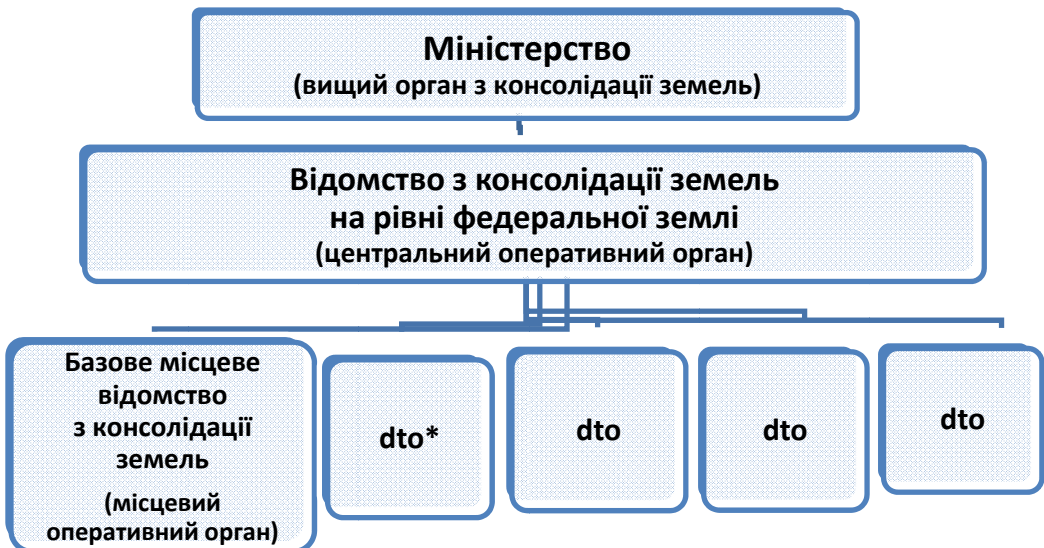 Міністерство
(вищий орган з консолідації земель)
Відомство з консолідації земель
на рівні федеральної землі
(центральний оперативний орган)
Базове місцеве
відомство
з консолідації
земель
(місцевий
оперативний орган)
dto*
dto
dto
dto